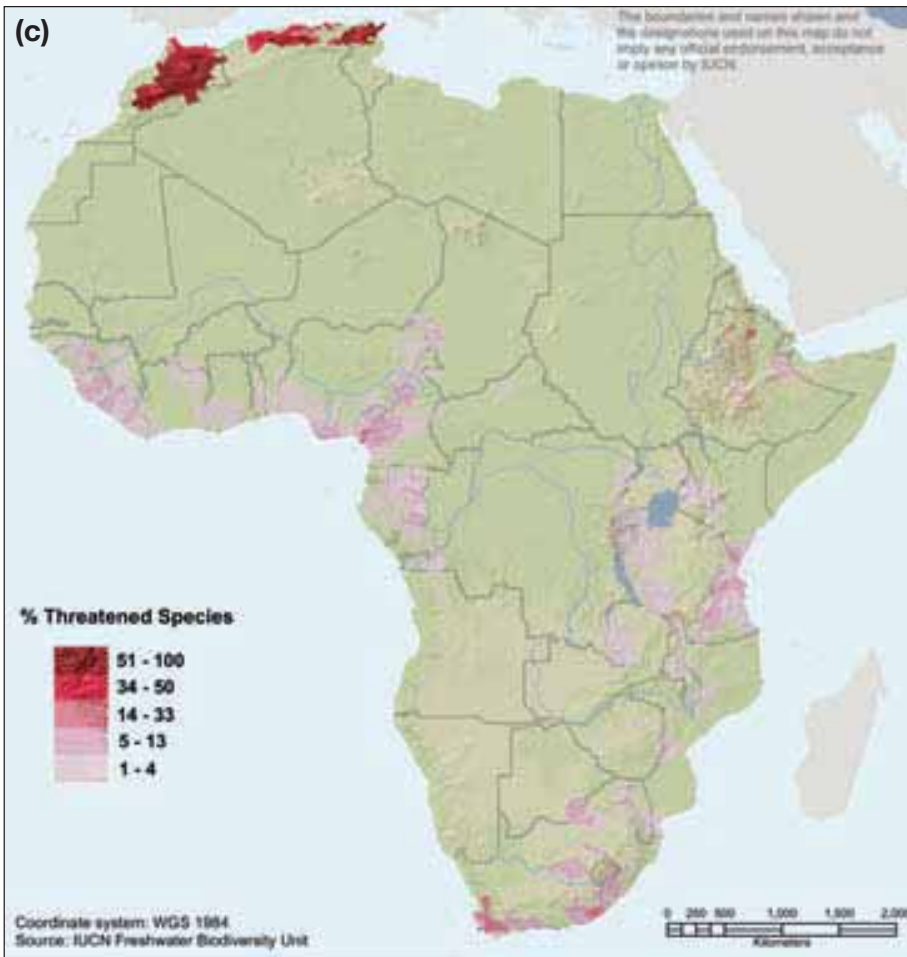 (c)
The boundaries and names shown and
the designations used on this map do not
imply any official endorsement, acceptance
or opinion by IUCN
% Threatened Species
51 - 100
34 - 50
14 - 33
5 - 13
1 - 4
Coordinate system: WGS 1984
Source: IUCN Freshwater Biodiversity Unit
0 250 500 1,000 1,500 2,000
Kilometers